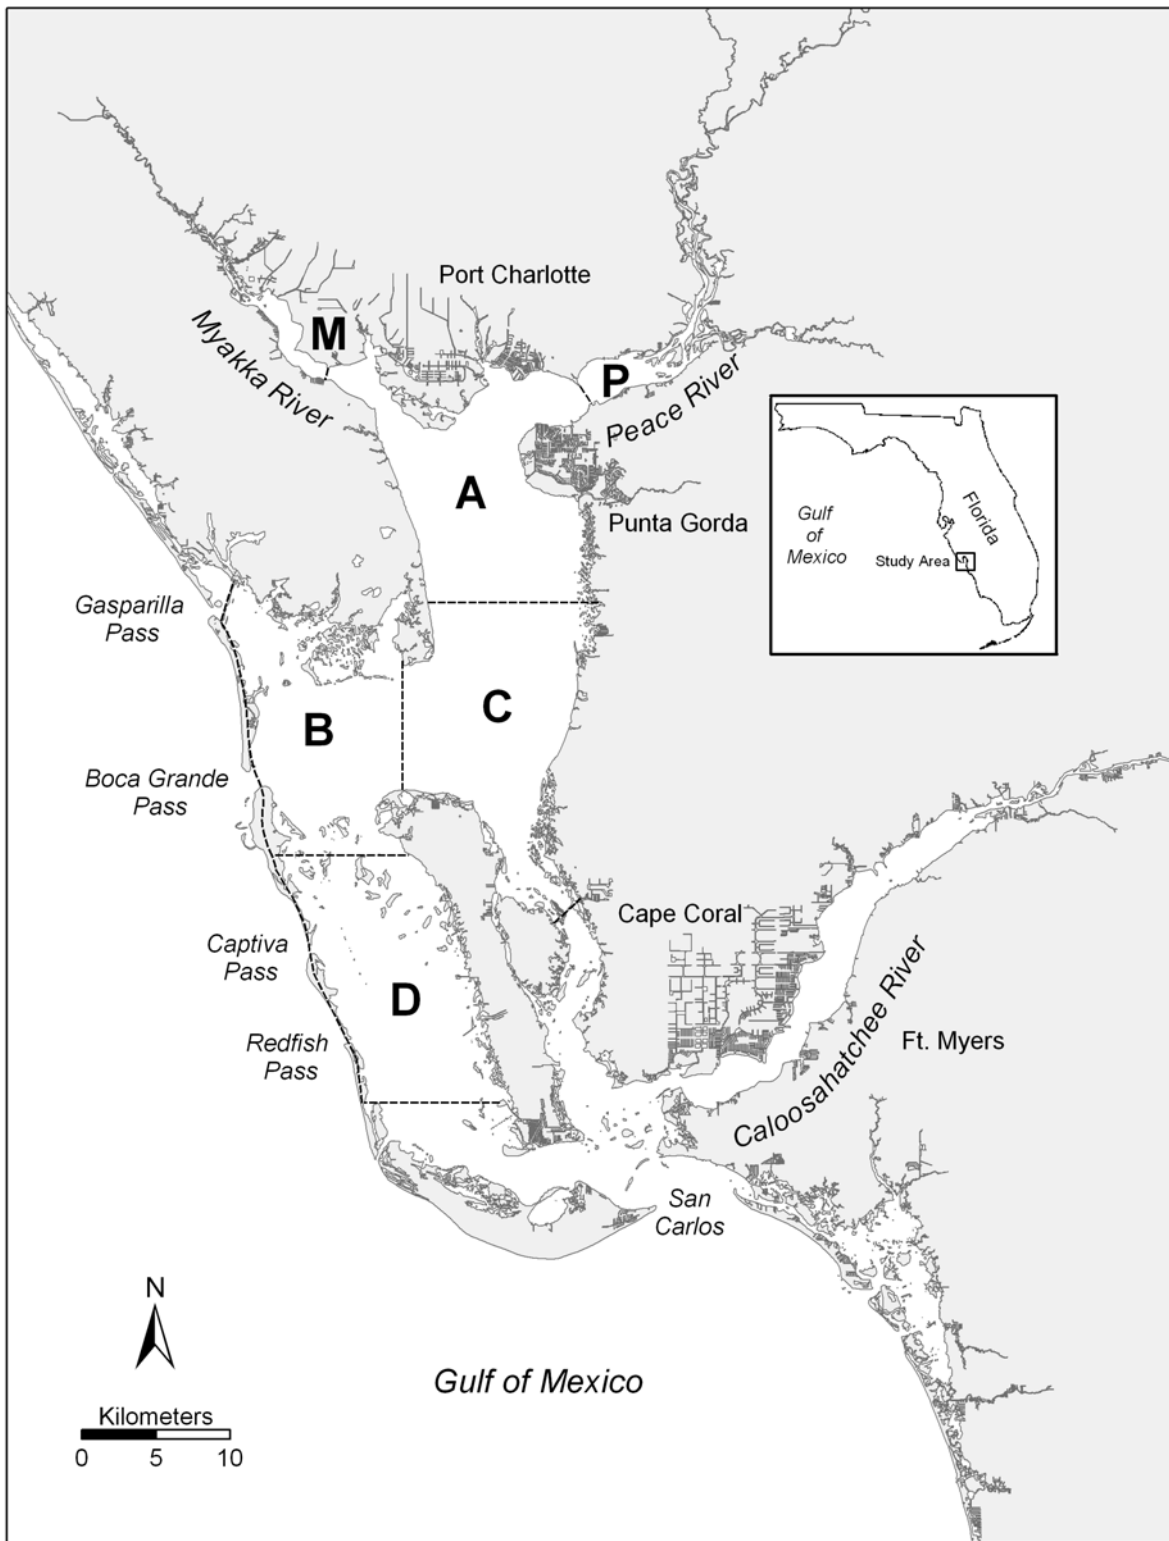 Port Charlotte
M
Myakka River
P
Peace River
A
Punta Gorda
Gulf
of
Mexico
Florida
Study Area
Gasparilla
Pass
B
C
Boca Grande
Pass
Cape Coral
Captiva
Pass
D
Redfish
Pass
Caloosahatchee River
Ft. Myers
San
Carlos
N
Gulf of Mexico
Kilometers
0 5 10